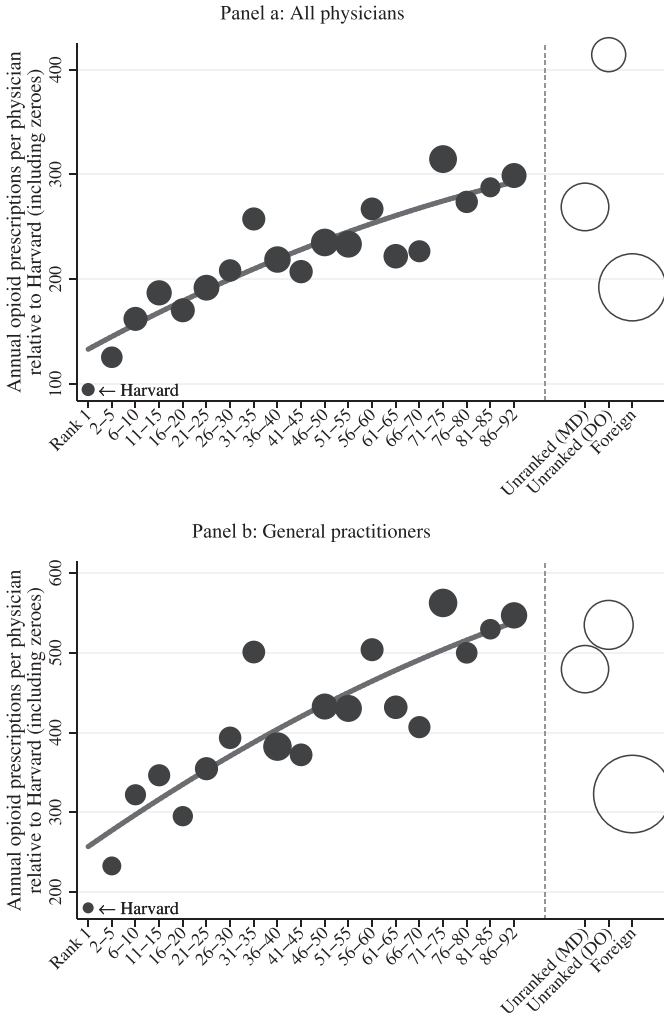 Panel a: All physicians
Annual opioid prescriptions per physician
relative to Harvard (including zeroes)
400
300
200
100
← Harvard
Rank 1
2–5
6–10
11–15
16–20
21–25
26–30
31–35
36–40
41–45
46–50
51–55
56–60
61–65
66–70
71–75
76–80
81–85
86–92
Unranked (MD)
Unranked (DO)
Foreign
Panel b: General practitioners
Annual opioid prescriptions per physician
relative to Harvard (including zeroes)
600
500
400
300
200
← Harvard
Rank 1
2–5
6–10
11–15
16–20
21–25
26–30
31–35
36–40
41–45
46–50
51–55
56–60
61–65
66–70
71–75
76–80
81–85
86–92
Unranked (MD)
Unranked (DO)
Foreign